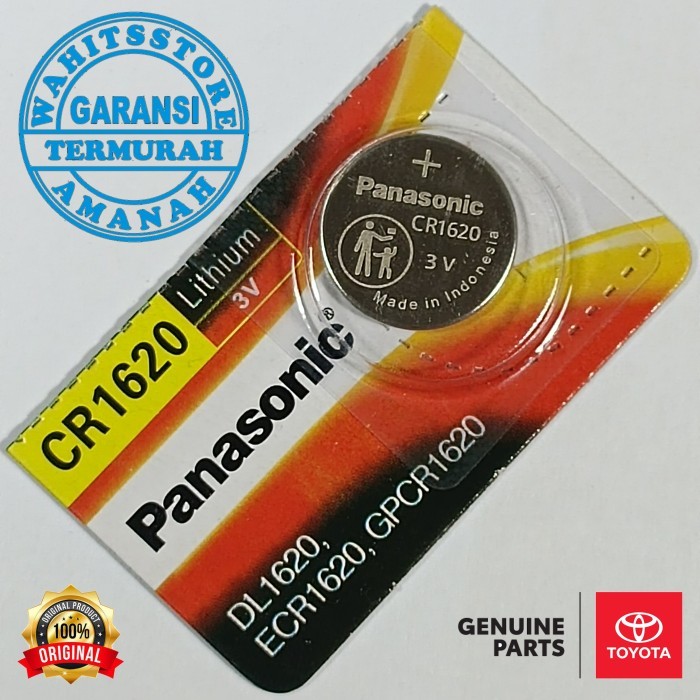 WAHITSSTORE
GARANSI
TERMURAH
AMANAH
+
Panasonic
CR1620
3V
Made in Indonesia
CR1620
Lithium
3V
Panasonic®
DL1620,
ECR1620, GPCR1620
ORIGINAL PRODUCT
100%
ORIGINAL
GENUINE
PARTS
TOYOTA